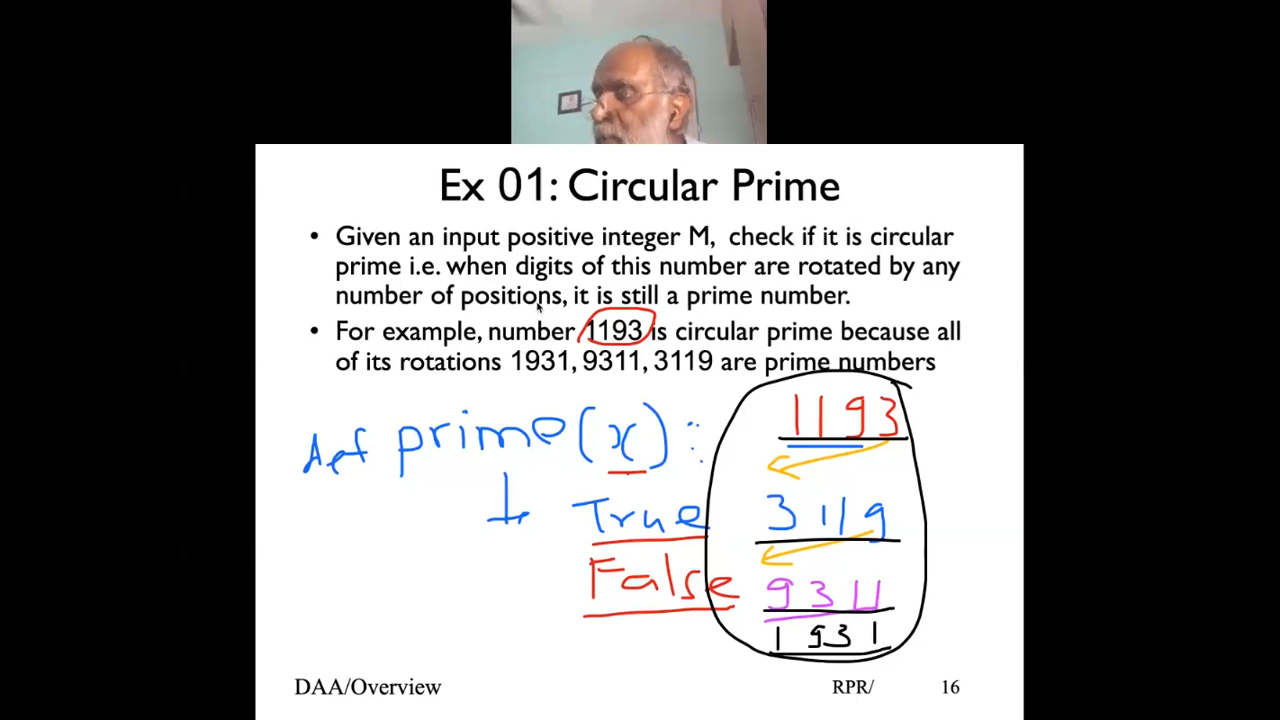 Ex 01: Circular Prime
• Given an input positive integer M, check if it is circular
prime i.e. when digits of this number are rotated by any
number of positions, it is still a prime number.
• For example, number 1193 is circular prime because all
of its rotations 1931, 9311, 3119 are prime numbers
def prime(x):
True
False
1193
3119
9311
1931
DAA/Overview
RPR/
16